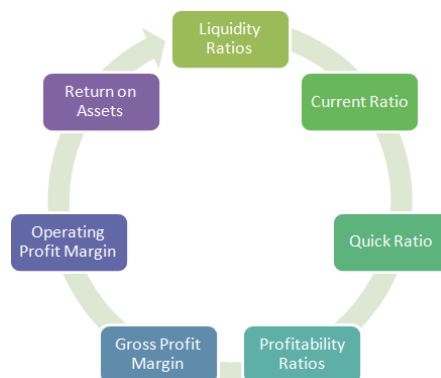 Liquidity
Ratios
Current Ratio
Quick Ratio
Profitability
Ratios
Gross Profit
Margin
Operating
Profit Margin
Return on
Assets